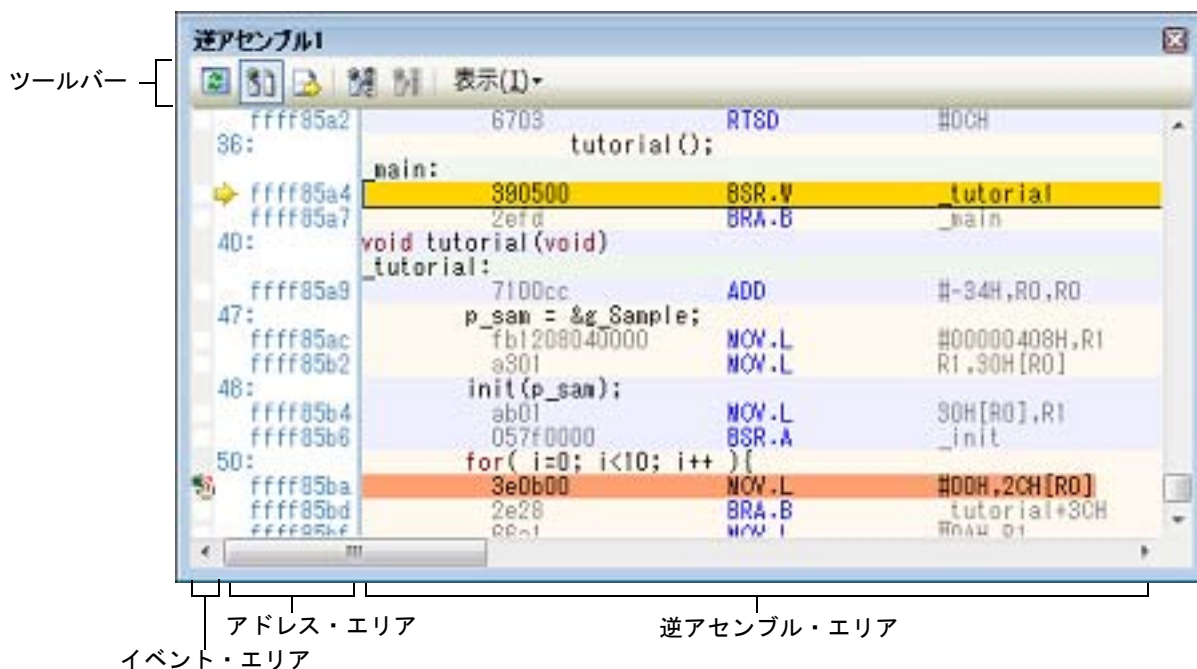 逆アセンブル1
ツールバー
表示(I)
ffff85a2 6703 RTSD #0CH
36: tutorial();
_main:
ffff85a4 390500 BSR.W _tutorial
ffff85a7 2efd BRA.B _main
40: void tutorial(void)
_tutorial:
ffff85a9 7100cc ADD #-34H,R0,R0
47: p_sam = &g_Sample;
ffff85ac fb1208040000 MOV.L #00000408H,R1
ffff85b2 a301 MOV.L R1,30H[R0]
48: init(p_sam);
ffff85b4 ab01 MOV.L 30H[R0],R1
ffff85b6 057f0000 BSR.A _init
50: for( i=0; i<10; i++ ){
ffff85ba 3e0b00 MOV.L #00H,2CH[R0]
ffff85bd 2e28 BRA.B _tutorial+3CH
アドレス・エリア
逆アセンブル・エリア
イベント・エリア